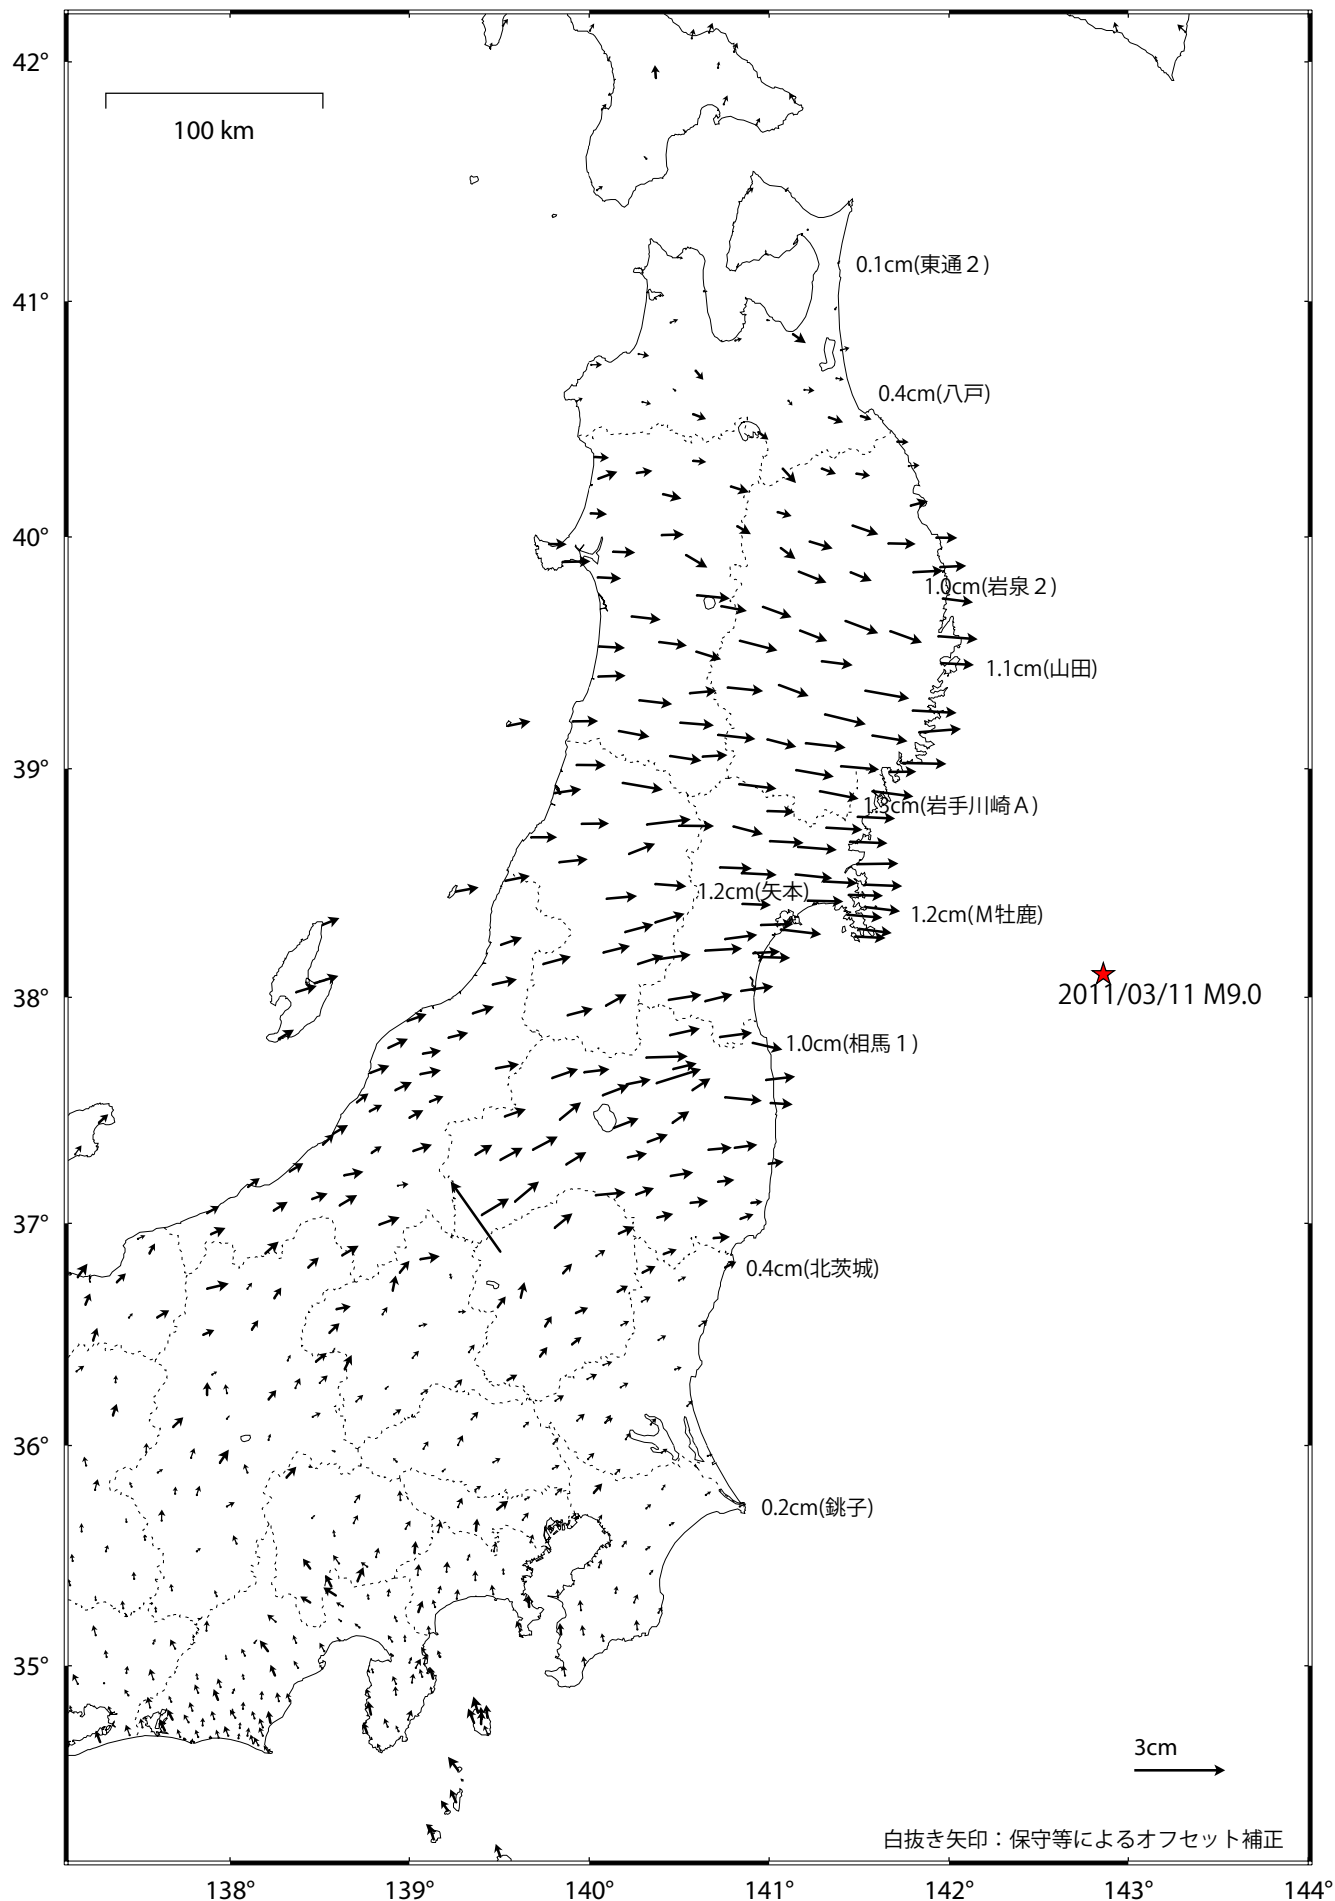 42°
100 km
0.1cm(東通２)
41°
0.4cm(八戸)
40°
1.0cm(岩泉２)
1.1cm(山田)
39°
1.3cm(岩手川崎Ａ)
1.2cm(矢本)
1.2cm(Ｍ牡鹿)
38°
2011/03/11 M9.0
1.0cm(相馬１)
37°
0.4cm(北茨城)
36°
0.2cm(銚子)
35°
3cm
白抜き矢印：保守等によるオフセット補正
138° 139° 140° 141° 142° 143° 144°